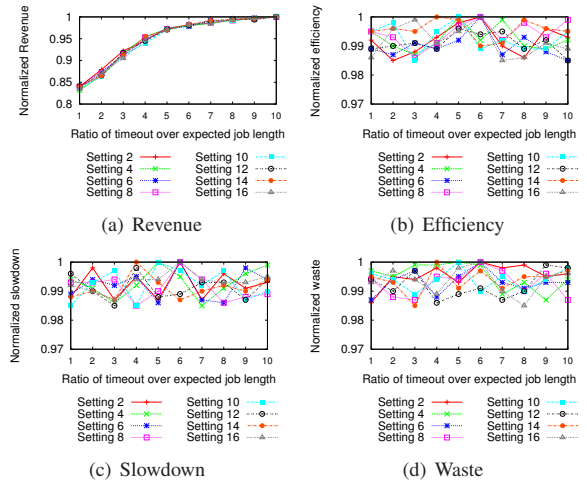 Normalized Revenue
1
0.95
0.9
0.85
0.8
1 2 3 4 5 6 7 8 9 10
Ratio of timeout over expected job length
Setting 2 Setting 10
Setting 4 Setting 12
Setting 6 Setting 14
Setting 8 Setting 16
(a) Revenue
Normalized efficiency
1
0.99
0.98
0.97
1 2 3 4 5 6 7 8 9 10
Ratio of timeout over expected job length
Setting 2 Setting 10
Setting 4 Setting 12
Setting 6 Setting 14
Setting 8 Setting 16
(b) Efficiency
Normalized slowdown
1
0.99
0.98
0.97
1 2 3 4 5 6 7 8 9 10
Ratio of timeout over expected job length
Setting 2 Setting 10
Setting 4 Setting 12
Setting 6 Setting 14
Setting 8 Setting 16
(c) Slowdown
Normalized waste
1
0.99
0.98
0.97
1 2 3 4 5 6 7 8 9 10
Ratio of timeout over expected job length
Setting 2 Setting 10
Setting 4 Setting 12
Setting 6 Setting 14
Setting 8 Setting 16
(d) Waste